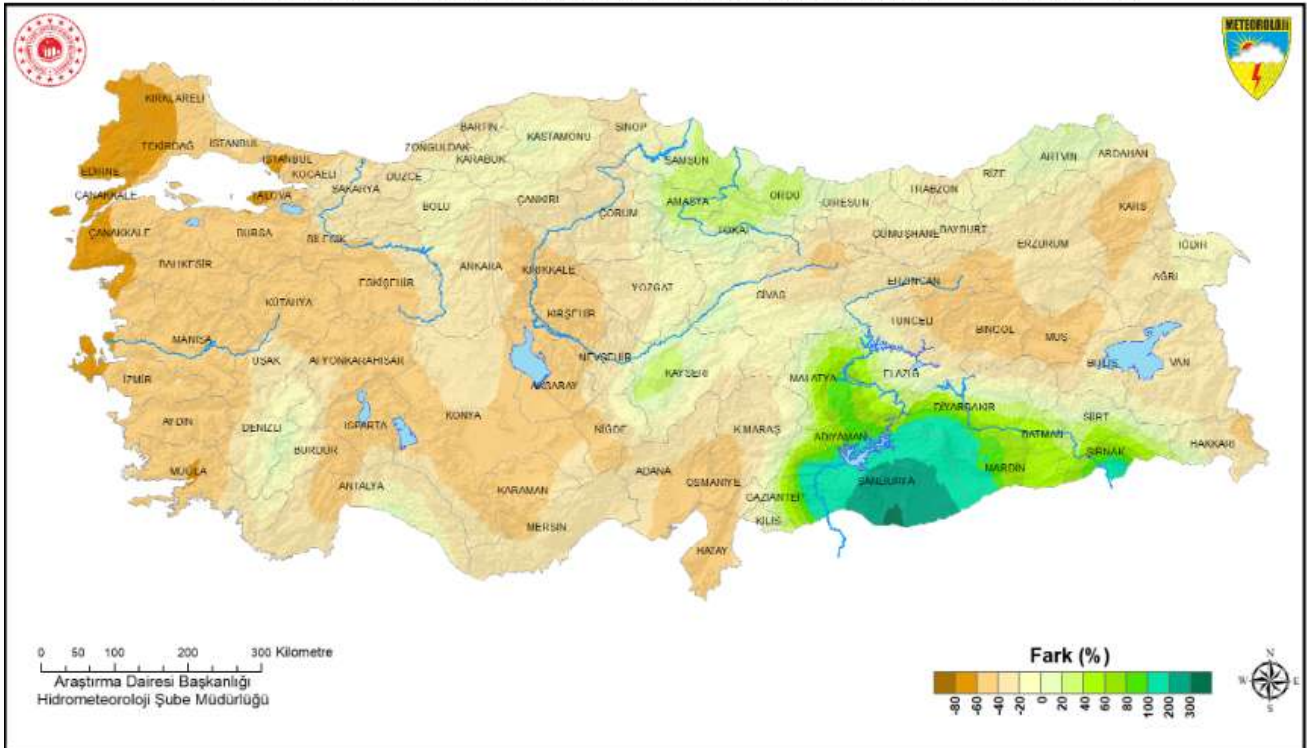 METEOROLOJİ
KIRKLARELİ
TEKİRDAĞ
İSTANBUL
EDİRNE
ÇANAKKALE
İSTANBUL
KOCAELİ
YALOVA
SAKARYA
DÜZCE
ZONGULDAK
BARTIN
KARABÜK
KASTAMONU
SİNOP
SAMSUN
ORDU
AMASYA
TOKAT
GİRESUN
TRABZON
RİZE
ARTVİN
ARDAHAN
KARS
ÇANAKKALE
BURSA
BİLECİK
BOLU
ÇANKIRI
ÇORUM
GÜMÜŞHANE
BAYBURT
ERZURUM
IĞDIR
AĞRI
BALIKESİR
ESKİŞEHİR
ANKARA
KIRIKKALE
YOZGAT
SİVAS
ERZİNCAN
KÜTAHYA
KIRŞEHİR
TUNCELİ
BİNGÖL
MUŞ
MANİSA
UŞAK
AFYONKARAHİSAR
NEVŞEHİR
KAYSERİ
MALATYA
ELAZIĞ
BİTLİS
VAN
İZMİR
AKSARAY
DİYARBAKIR
AYDIN
DENİZLİ
ISPARTA
KONYA
NİĞDE
K.MARAŞ
ADIYAMAN
BATMAN
SİİRT
HAKKARİ
MUĞLA
BURDUR
ANTALYA
KARAMAN
ADANA
OSMANİYE
MARDİN
ŞIRNAK
MERSİN
GAZİANTEP
ŞANLIURFA
KİLİS
HATAY
0 50 100 200 300 Kilometre
Araştırma Dairesi Başkanlığı
Hidrometeoroloji Şube Müdürlüğü
Fark (%)
-80 -60 -40 -20 0 20 40 60 80 100 200 300
N
W E
S